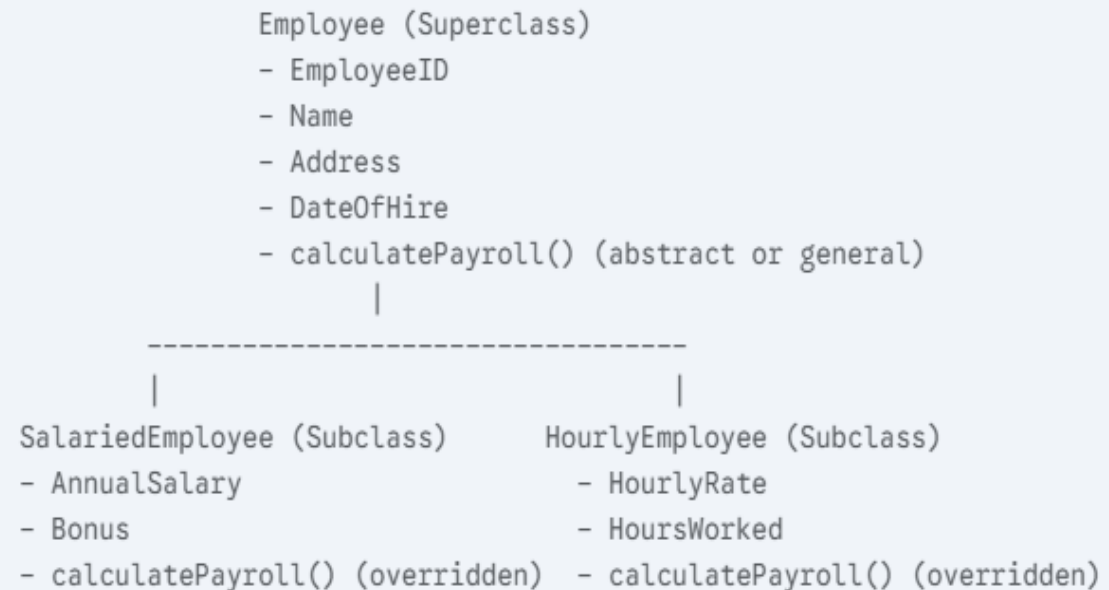 Employee (Superclass)
- EmployeeID
- Name
- Address
- DateOfHire
- calculatePayroll() (abstract or general)
|
----------------------------------
| |
SalariedEmployee (Subclass) HourlyEmployee (Subclass)
- AnnualSalary - HourlyRate
- Bonus - HoursWorked
- calculatePayroll() (overridden) - calculatePayroll() (overridden)